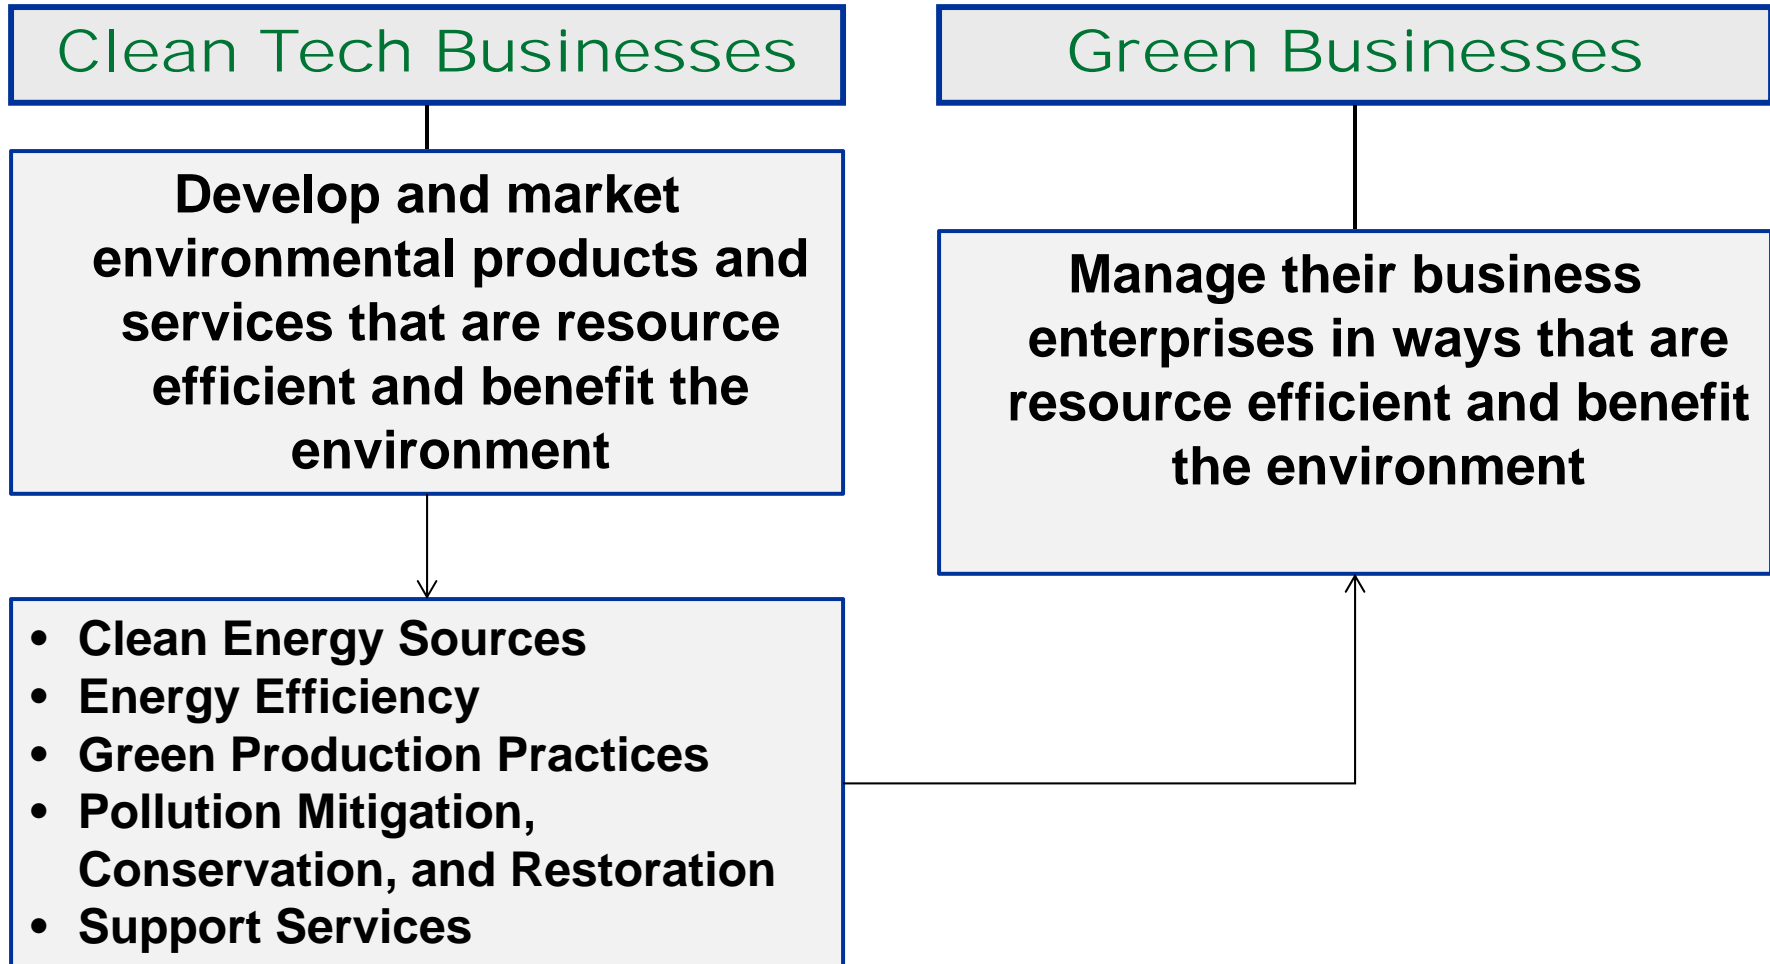 Clean Tech Businesses
Develop and market
environmental products and
services that are resource
efficient and benefit the
environment
• Clean Energy Sources
• Energy Efficiency
• Green Production Practices
• Pollution Mitigation,
Conservation, and Restoration
• Support Services
Green Businesses
Manage their business
enterprises in ways that are
resource efficient and benefit
the environment